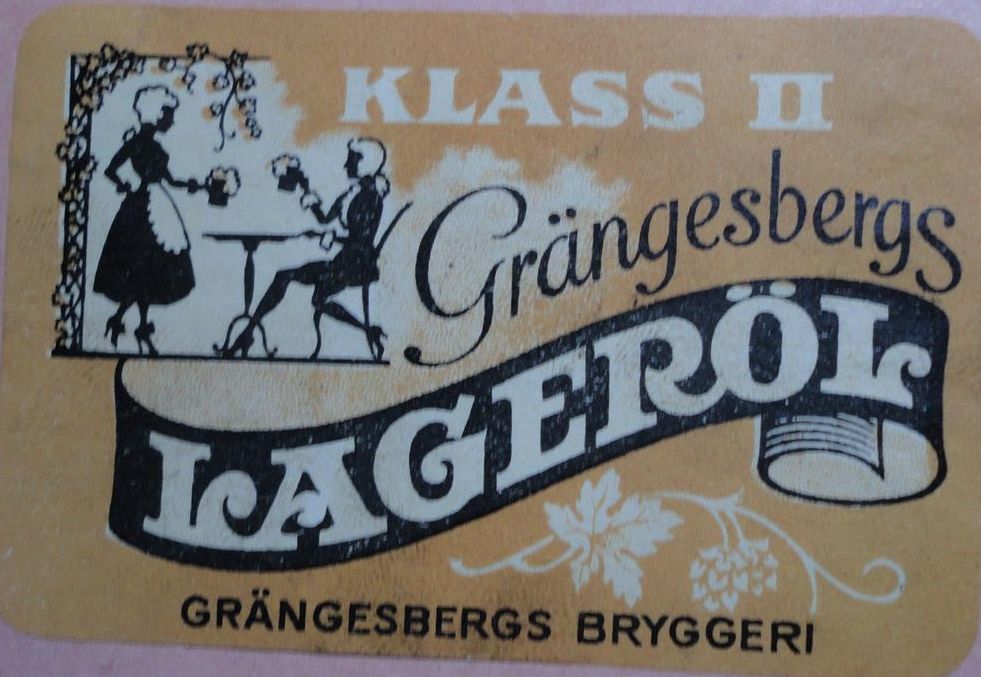 KLASS II
Grängesbergs
LAGERÖL
GRÄNGESBERGS BRYGGERI